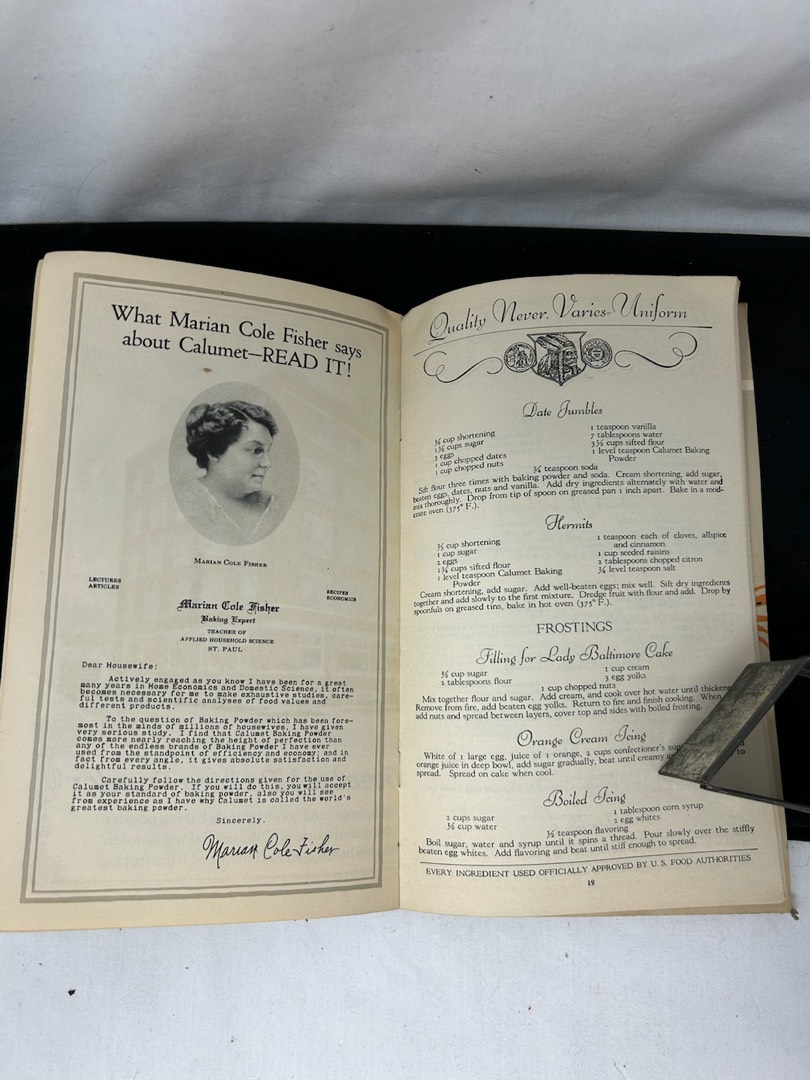 What Marian Cole Fisher says
about Calumet—READ IT!
MARIAN COLE FISHER
LECTURES
ARTICLES
RECIPES
ECONOMICS
Marian Cole Fisher
Baking Expert
TEACHER OF
APPLIED HOUSEHOLD SCIENCE
ST. PAUL
Dear Housewife:
Actively engaged as you know I have been for a great
many years in Home Economics and Domestic Science, it often
becomes necessary for me to make exhaustive studies, care-
ful tests and scientific analyses of food values and
different products.
To the question of Baking Powder which has been fore-
most in the minds of millions of housewives, I have given
very serious study. I find that Calumet Baking Powder
comes more nearly reaching the height of perfection than
any of the endless brands of Baking Powder I have ever
used from the standpoint of efficiency and economy; and in
fact from every angle, it gives absolute satisfaction and
delightful results.
Carefully follow the directions given for the use of
Calumet Baking Powder. If you will do this, you will accept
it as your standard of baking powder, also you will see
from experience as I have why Calumet is called the world's
greatest baking powder.
Sincerely,
Marian Cole Fisher
Quality Never Varies-Uniform
Date Jumbles
cup shortening
cups sugar
3 eggs
1 cup chopped dates
1 cup chopped nuts
1 teaspoon vanilla
7 tablespoons water
3½ cups sifted flour
1 level teaspoon Calumet Baking
Powder
teaspoon soda
Sift flour three times with baking powder and soda. Cream shortening, add sugar,
beaten eggs, dates, nuts and vanilla. Add dry ingredients alternately with water and
mix thoroughly. Drop from tip of spoon on greased pan 1 inch apart. Bake in a mod-
erate oven (375° F.).
Hermits
cup shortening
1 cup sugar
2 eggs
cups sifted flour
1 level teaspoon Calumet Baking
Powder
1 teaspoon each of cloves, allspice
and cinnamon
1 cup seeded raisins
2 tablespoons chopped citron
level teaspoon salt
Cream shortening, add sugar. Add well-beaten eggs; mix well. Sift dry ingredients
together and add slowly to the first mixture. Dredge fruit with flour and add. Drop by
spoonfuls on greased tins, bake in hot oven (375° F.).
FROSTINGS
Filling for Lady Baltimore Cake
½ cup sugar
2 tablespoons flour
1 cup cream
3 egg yolks
1 cup chopped nuts
Mix together flour and sugar. Add cream, and cook over hot water until thickene
Remove from fire, add beaten egg yolks. Return to fire and finish cooking. When
add nuts and spread between layers, cover top and sides with boiled frosting.
Orange Cream Icing
White of 1 large egg, juice of 1 orange, 2 cups confectioner's
orange juice in deep bowl, add sugar gradually, beat until creamy to
spread. Spread on cake when cool.
Boiled Icing
2 cups sugar
cup water
1 tablespoon corn syrup
2 egg whites
teaspoon flavoring
Boil sugar, water and syrup until it spins a thread. Pour slowly over the stiffly
beaten egg whites. Add flavoring and beat until stiff enough to spread.
EVERY INGREDIENT USED OFFICIALLY APPROVED BY U. S. FOOD AUTHORITIES
19